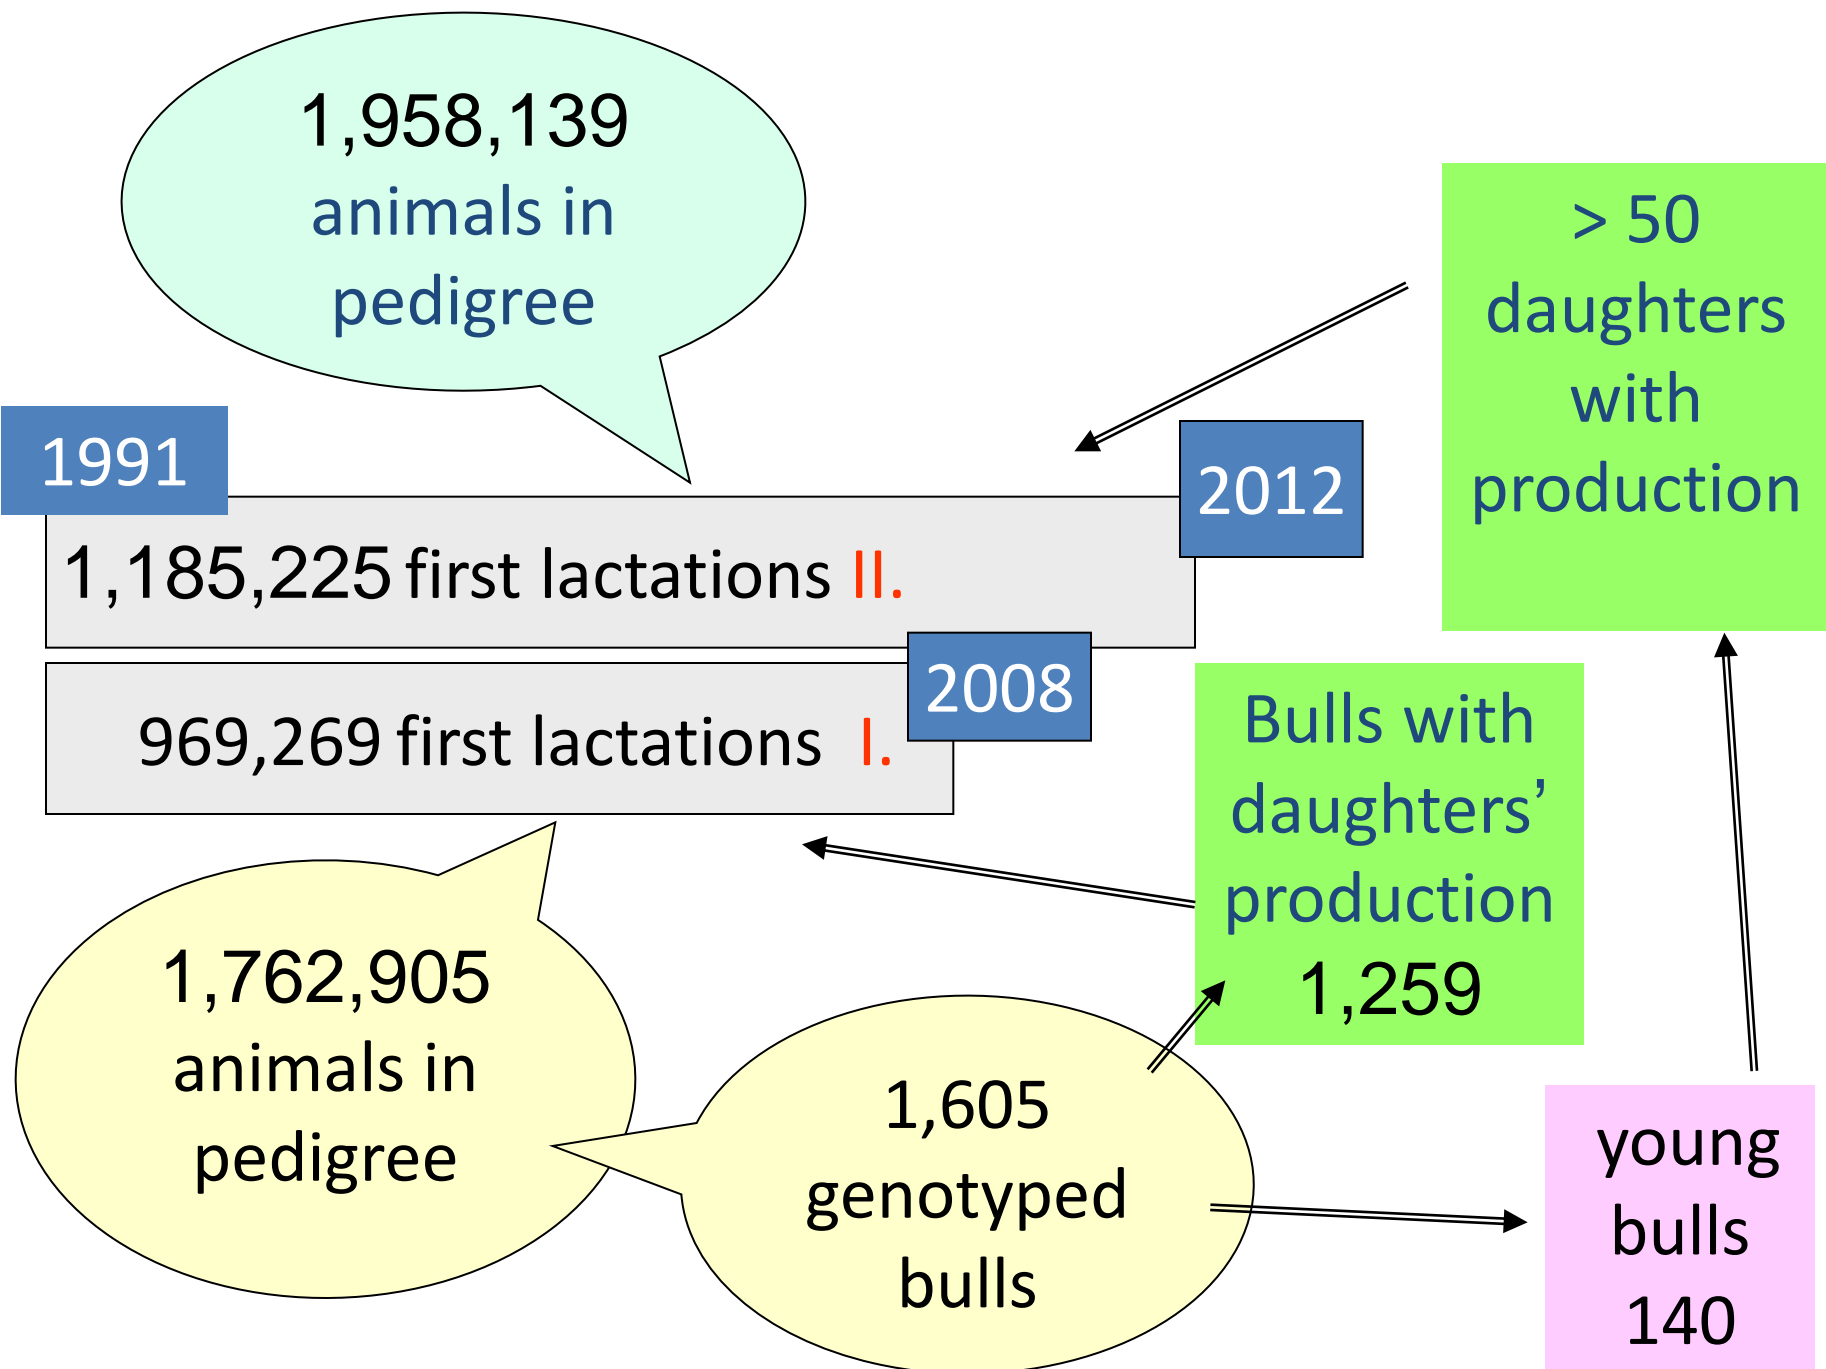 1,958,139
animals in
pedigree
> 50
daughters
with
production
1991
2012
1,185,225 first lactations II.
2008
969,269 first lactations I.
Bulls with
daughters’
production
1,259
1,762,905
animals in
pedigree
1,605
genotyped
bulls
young
bulls
140